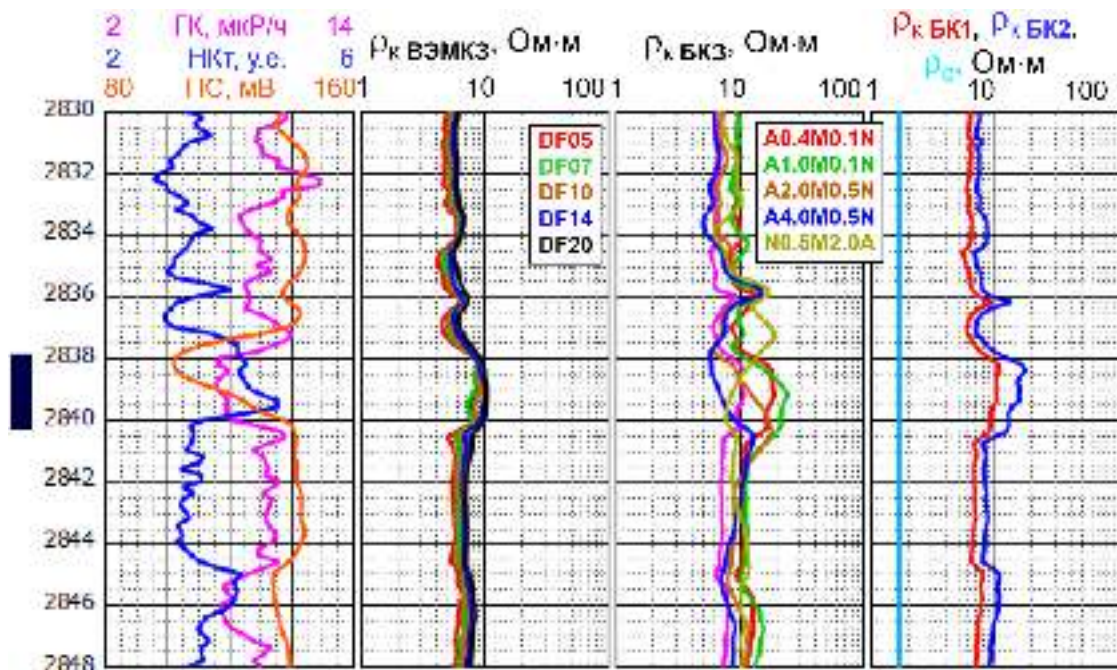 2 ГК, мкР/ч 14
2 НКт, у.е. 6
80 ПС, мВ 160
ρк ВЭМКЗ, Ом·м
1 10 100
ρк БКЗ, Ом·м
1 10 100
ρк БК1, ρк БК2,
ρс, Ом·м
1 10 100
DF05
DF07
DF10
DF14
DF20
A0.4M0.1N
A1.0M0.1N
A2.0M0.5N
A4.0M0.5N
N0.5M2.0A
2830
2832
2834
2836
2838
2840
2842
2844
2846
2848